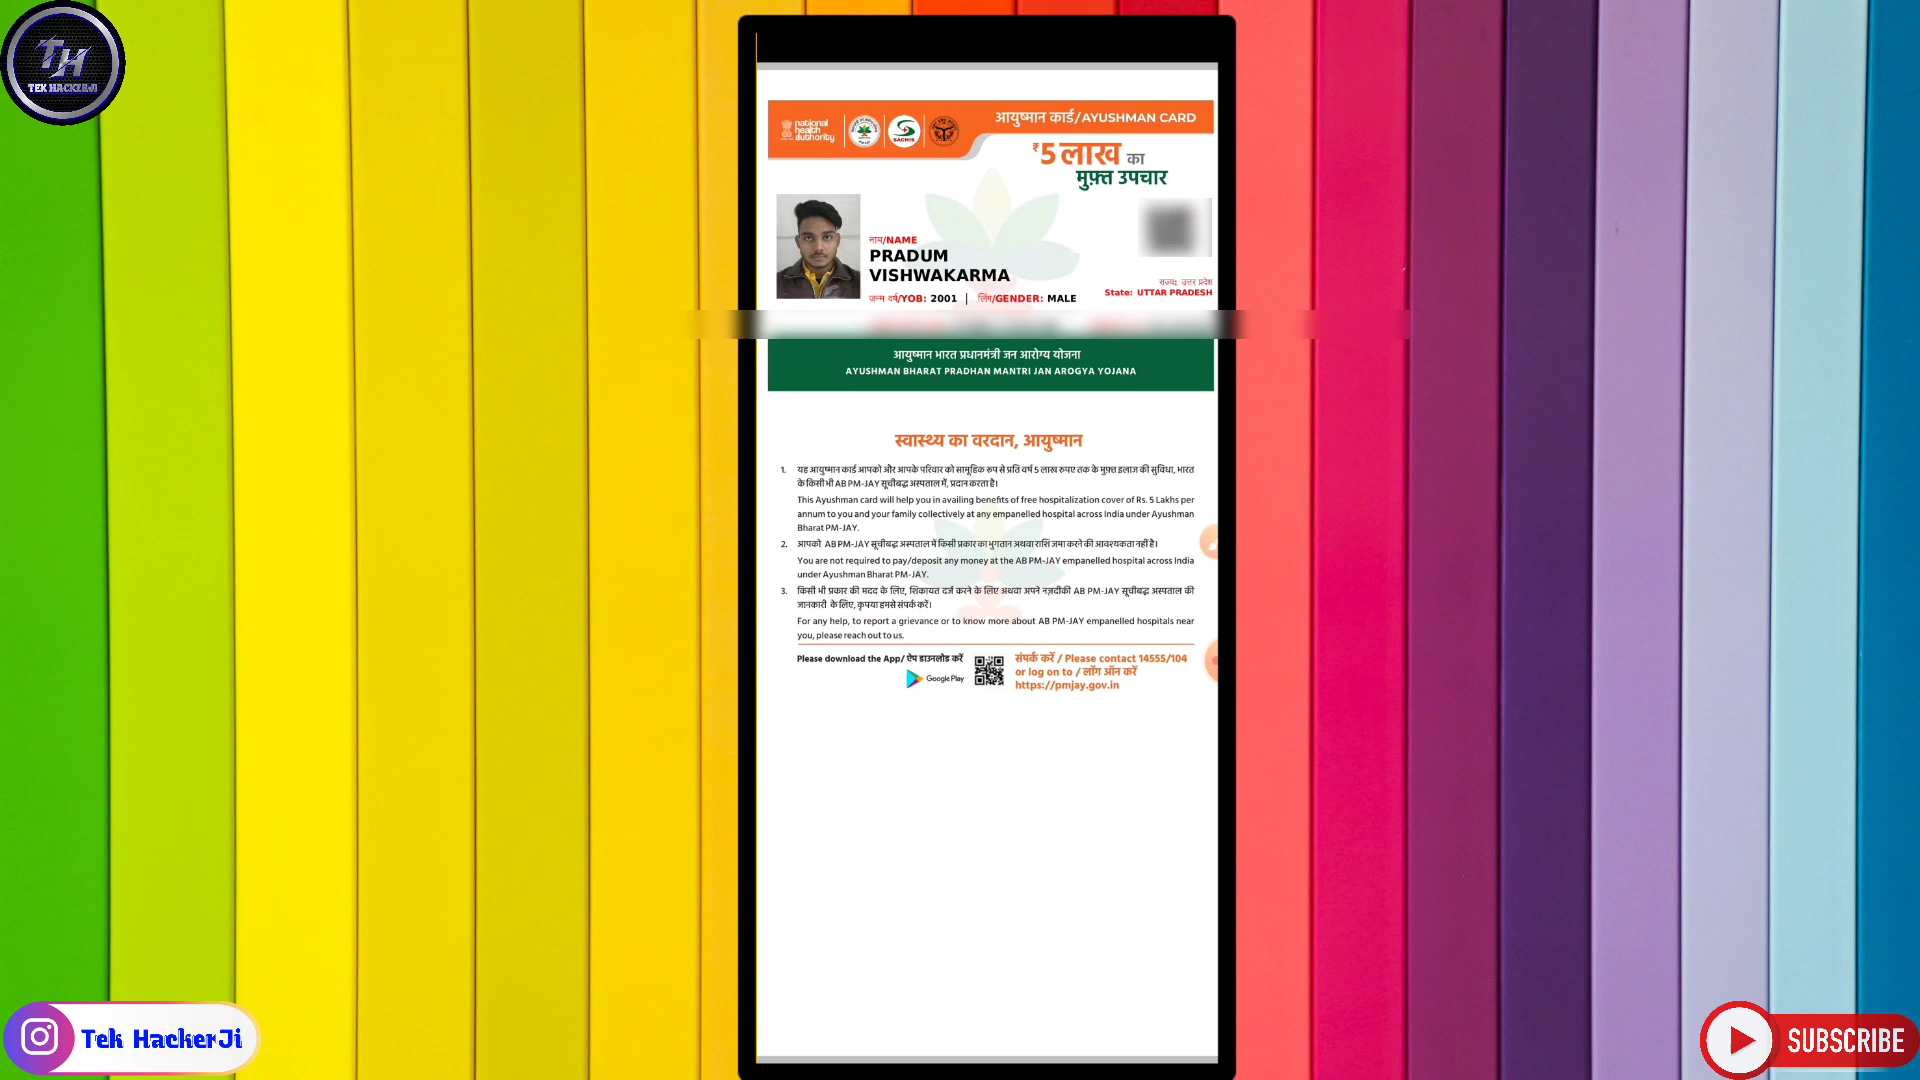 TH
TEK HACKERJI
national
health
authority
SACHIS
आयुष्मान कार्ड/AYUSHMAN CARD
₹5 लाख का
मुफ़्त उपचार
नाम/NAME
PRADUM
VISHWAKARMA
जन्म वर्ष/YOB: 2001 | लिंग/GENDER: MALE
राज्य: उत्तर प्रदेश
State: UTTAR PRADESH
आयुष्मान भारत प्रधानमंत्री जन आरोग्य योजना
AYUSHMAN BHARAT PRADHAN MANTRI JAN AROGYA YOJANA
स्वास्थ्य का वरदान, आयुष्मान
1. यह आयुष्मान कार्ड आपको और आपके परिवार को सामूहिक रूप से प्रति वर्ष 5 लाख रुपए तक के मुफ़्त इलाज की सुविधा, भारत
के किसी भी AB PM-JAY सूचीबद्ध अस्पताल में, प्रदान करता है।
This Ayushman card will help you in availing benefits of free hospitalization cover of Rs. 5 Lakhs per
annum to you and your family collectively at any empanelled hospital across India under Ayushman
Bharat PM-JAY.
2. आपको AB PM-JAY सूचीबद्ध अस्पताल में किसी प्रकार का भुगतान अथवा राशि जमा करने की आवश्यकता नहीं है।
You are not required to pay/deposit any money at the AB PM-JAY empanelled hospital across India
under Ayushman Bharat PM-JAY.
3. किसी भी प्रकार की मदद के लिए, शिकायत दर्ज करने के लिए अथवा अपने नज़दीकी AB PM-JAY सूचीबद्ध अस्पताल की
जानकारी के लिए, कृपया हमसे संपर्क करें।
For any help, to report a grievance or to know more about AB PM-JAY empanelled hospitals near
you, please reach out to us.
Please download the App/ ऐप डाउनलोड करें
Google Play
संपर्क करें / Please contact 14555/104
or log on to / लॉग ऑन करें
https://pmjay.gov.in
Tek HackerJi
SUBSCRIBE